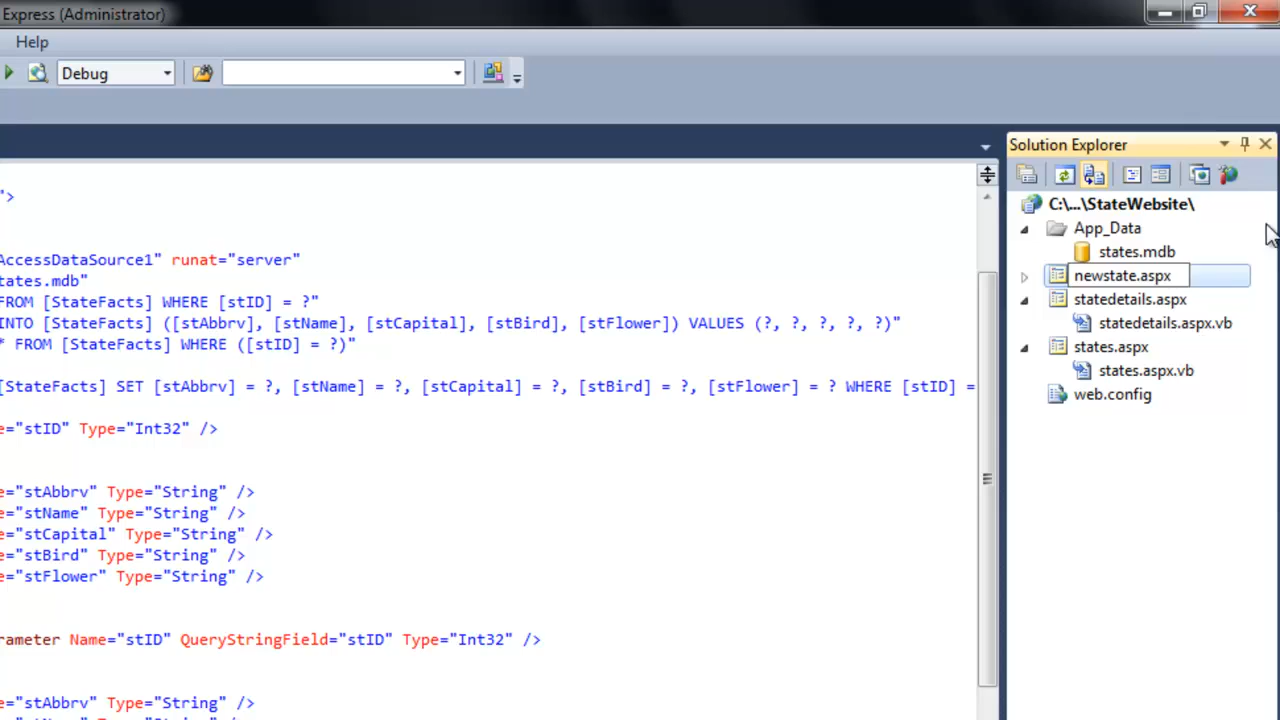 Express (Administrator)
Help
Debug
Solution Explorer
">
C:\...\StateWebsite\
App_Data
states.mdb
newstate.aspx
statedetails.aspx
statedetails.aspx.vb
states.aspx
states.aspx.vb
web.config
AccessDataSource1" runat="server"
tates.mdb"
FROM [StateFacts] WHERE [stID] = ?"
INTO [StateFacts] ([stAbbrv], [stName], [stCapital], [stBird], [stFlower]) VALUES (?, ?, ?, ?, ?)"
* FROM [StateFacts] WHERE ([stID] = ?)"
[StateFacts] SET [stAbbrv] = ?, [stName] = ?, [stCapital] = ?, [stBird] = ?, [stFlower] = ? WHERE [stID] =
e="stID" Type="Int32" />
e="stAbbrv" Type="String" />
e="stName" Type="String" />
e="stCapital" Type="String" />
e="stBird" Type="String" />
e="stFlower" Type="String" />
rameter Name="stID" QueryStringField="stID" Type="Int32" />
e="stAbbrv" Type="String" />